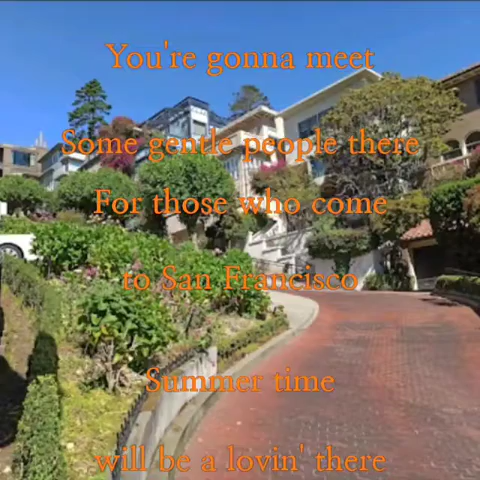 You're gonna meet
Some gentle people there
For those who come
to San Francisco
Summer time
will be a lovin' there